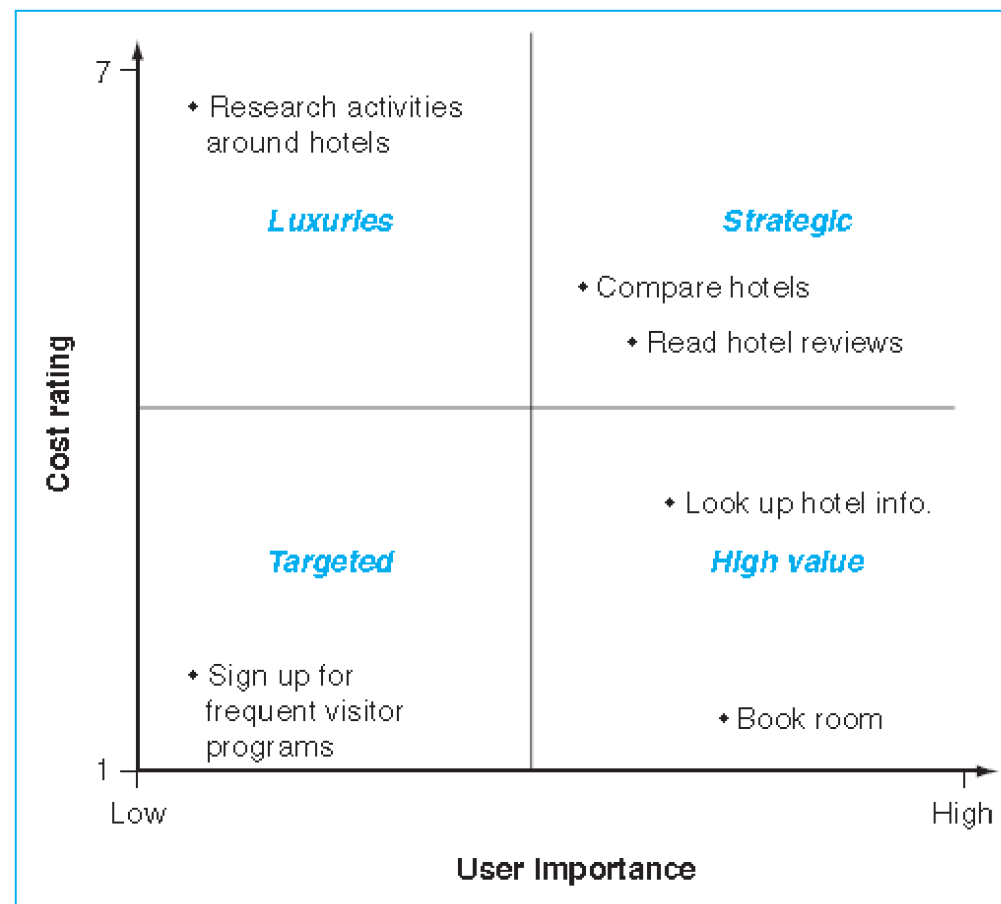 7
• Research activities
around hotels
Luxuries
Strategic
• Compare hotels
• Read hotel reviews
Cost rating
• Look up hotel info.
Targeted
High value
• Sign up for
frequent visitor
programs
• Book room
1
Low
High
User Importance